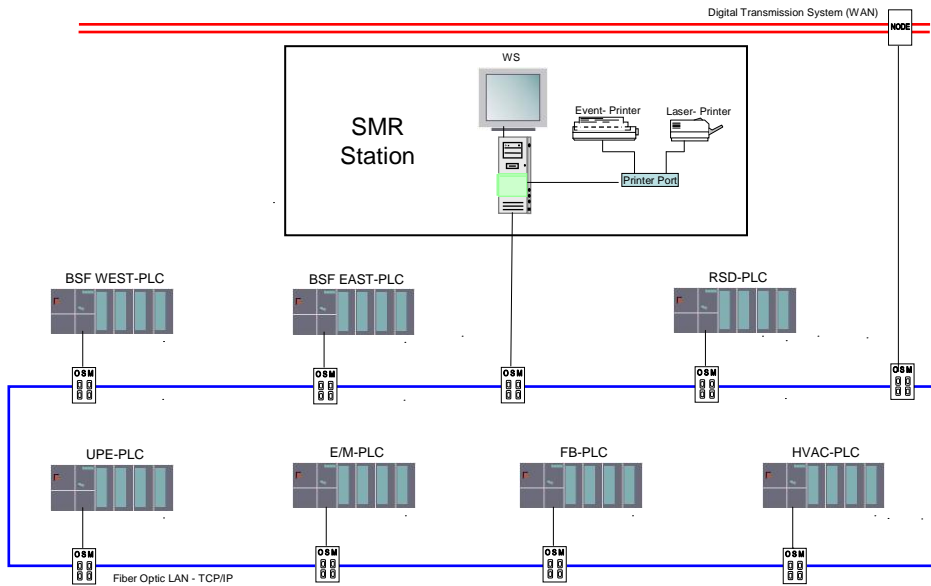 Digital Transmission System (WAN)
NODE
WS
SMR
Station
Event- Printer
Laser- Printer
Printer Port
BSF WEST-PLC
BSF EAST-PLC
RSD-PLC
OSM
OSM
OSM
OSM
OSM
UPE-PLC
E/M-PLC
FB-PLC
HVAC-PLC
OSM
OSM
OSM
OSM
Fiber Optic LAN - TCP/IP